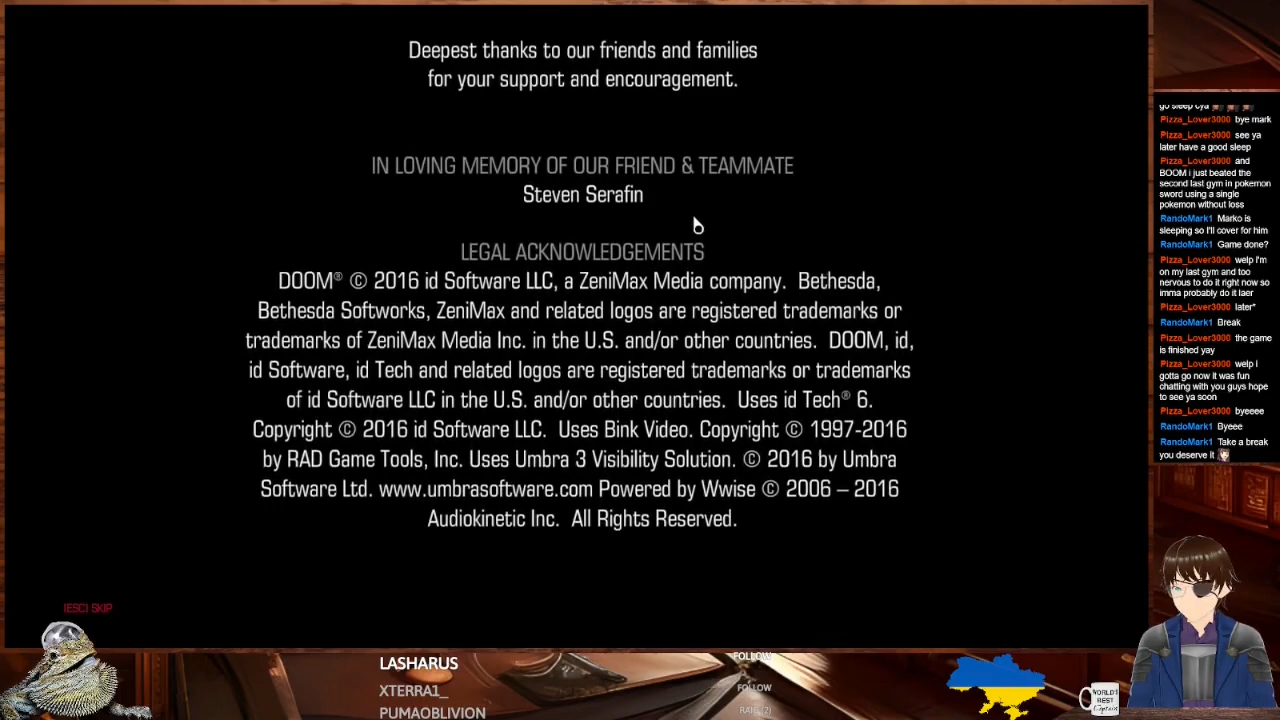 Deepest thanks to our friends and families
for your support and encouragement.
IN LOVING MEMORY OF OUR FRIEND & TEAMMATE
Steven Serafin
LEGAL ACKNOWLEDGEMENTS
DOOM® © 2016 id Software LLC, a ZeniMax Media company. Bethesda,
Bethesda Softworks, ZeniMax and related logos are registered trademarks or
trademarks of ZeniMax Media Inc. in the U.S. and/or other countries. DOOM, id,
id Software, id Tech and related logos are registered trademarks or trademarks
of id Software LLC in the U.S. and/or other countries. Uses id Tech® 6.
Copyright © 2016 id Software LLC. Uses Bink Video. Copyright © 1997-2016
by RAD Game Tools, Inc. Uses Umbra 3 Visibility Solution. © 2016 by Umbra
Software Ltd. www.umbrasoftware.com Powered by Wwise © 2006 – 2016
Audiokinetic Inc. All Rights Reserved.
[ESC] SKIP
go sleep cya
Pizza_Lover3000 bye mark
Pizza_Lover3000 see ya
later have a good sleep
Pizza_Lover3000 and
BOOM i just beated the
second last gym in pokemon
sword using a single
pokemon without loss
RandoMark1 Marko is
sleeping so I'll cover for him
RandoMark1 Game done?
Pizza_Lover3000 welp I'm
on my last gym and too
nervous to do it right now so
imma probably do it laer
Pizza_Lover3000 later*
RandoMark1 Break
Pizza_Lover3000 the game
is finished yay
Pizza_Lover3000 welp i
gotta go now it was fun
chatting with you guys hope
to see ya soon
Pizza_Lover3000 byeeee
RandoMark1 Byeee
RandoMark1 Take a break
you deserve it
LASHARUS
FOLLOW
XTERRA1_
FOLLOW
PUMAOBLIVION
RAID (2)
WORLD'S
BEST
Captain